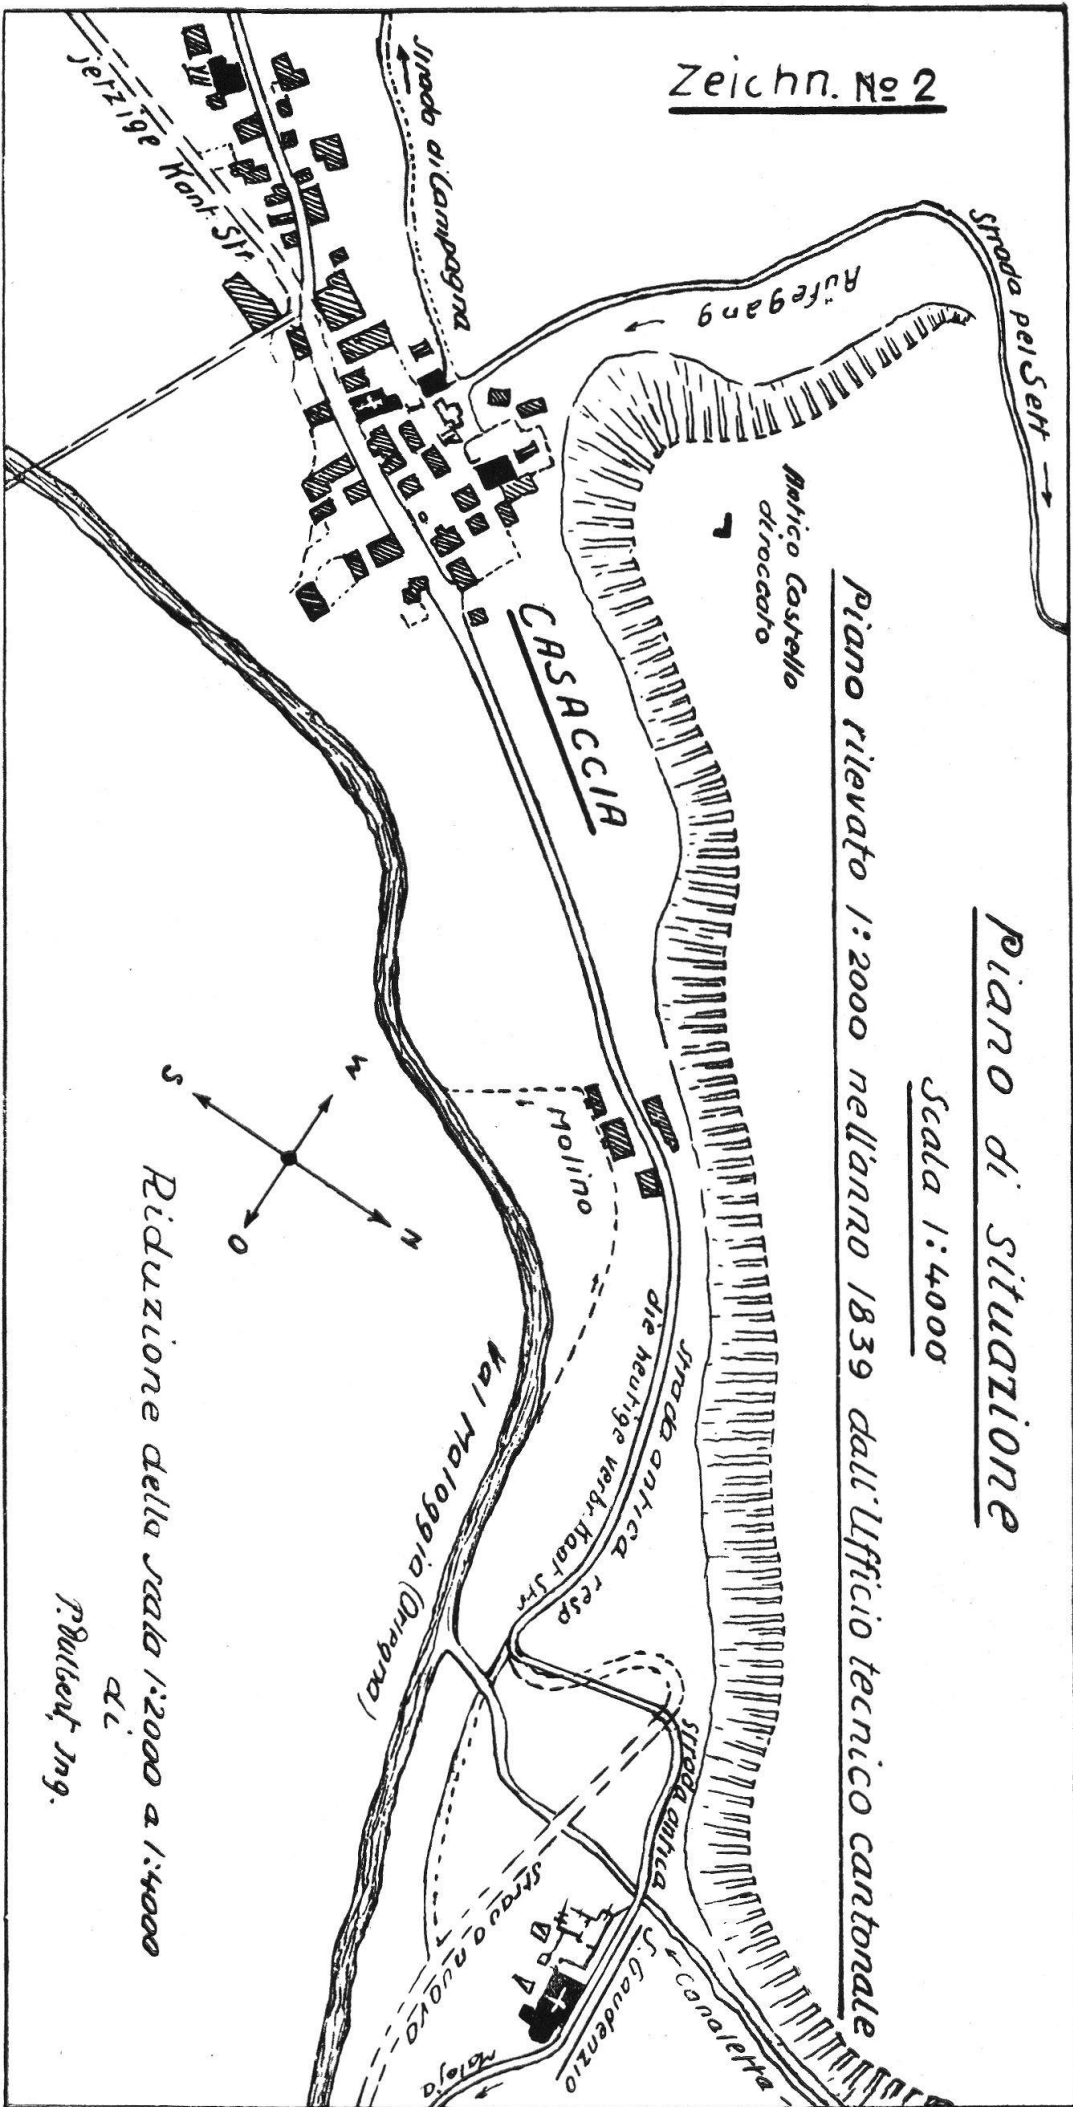 Zeichn. No 2
Piano di situazione
Scala 1:4000
Piano rilevato 1:2000 nell'anno 1839 dall'Ufficio tecnico cantonale
Strada pel Sett
Rüfegang
Antico Castello
diroccato
Strada di Campagna
jetzige Kant. Str
CASACCIA
Molino
strada antica resp
die heutige verbr. Kant Str.
Val Maloggia (Orlegna)
strada antica
strada nuova
S. Gaudenzio
canaletta
Maloja
W
S
N
O
Riduzione della scala 1:2000 a 1:4000
di
Ing.